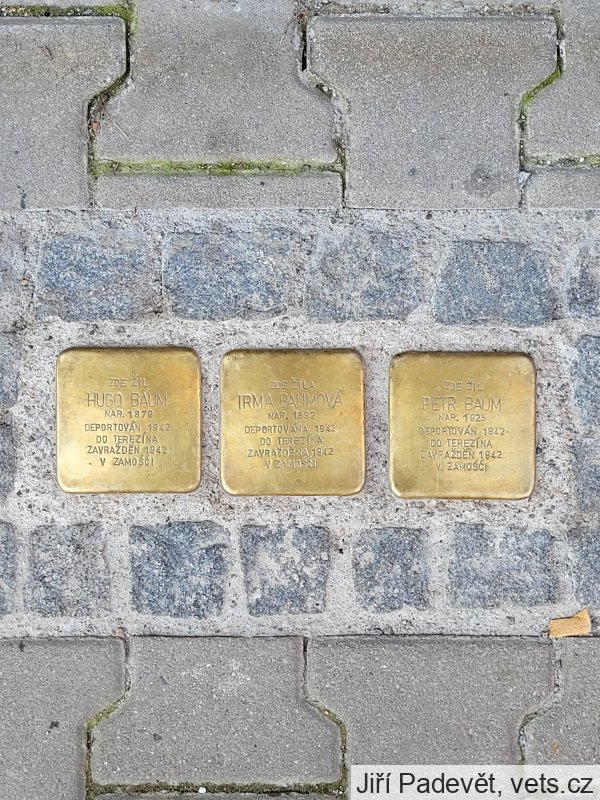 ZDE ŽIL
HUGO BAUM
NAR. 1879
DEPORTOVÁN 1942
DO TEREZÍNA
ZAVRAŽDĚN 1942
V ZAMOŠČI
ZDE ŽILA
IRMA BAUMOVÁ
NAR. 1892
DEPORTOVÁNA 1942
DO TEREZÍNA
ZAVRAŽDĚNA 1942
V ZAMOŠČI
ZDE ŽIL
PETR BAUM
NAR. 1925
DEPORTOVÁN 1942
DO TEREZÍNA
ZAVRAŽDĚN 1942
V ZAMOŠČI
Jiří Padevět, vets.cz